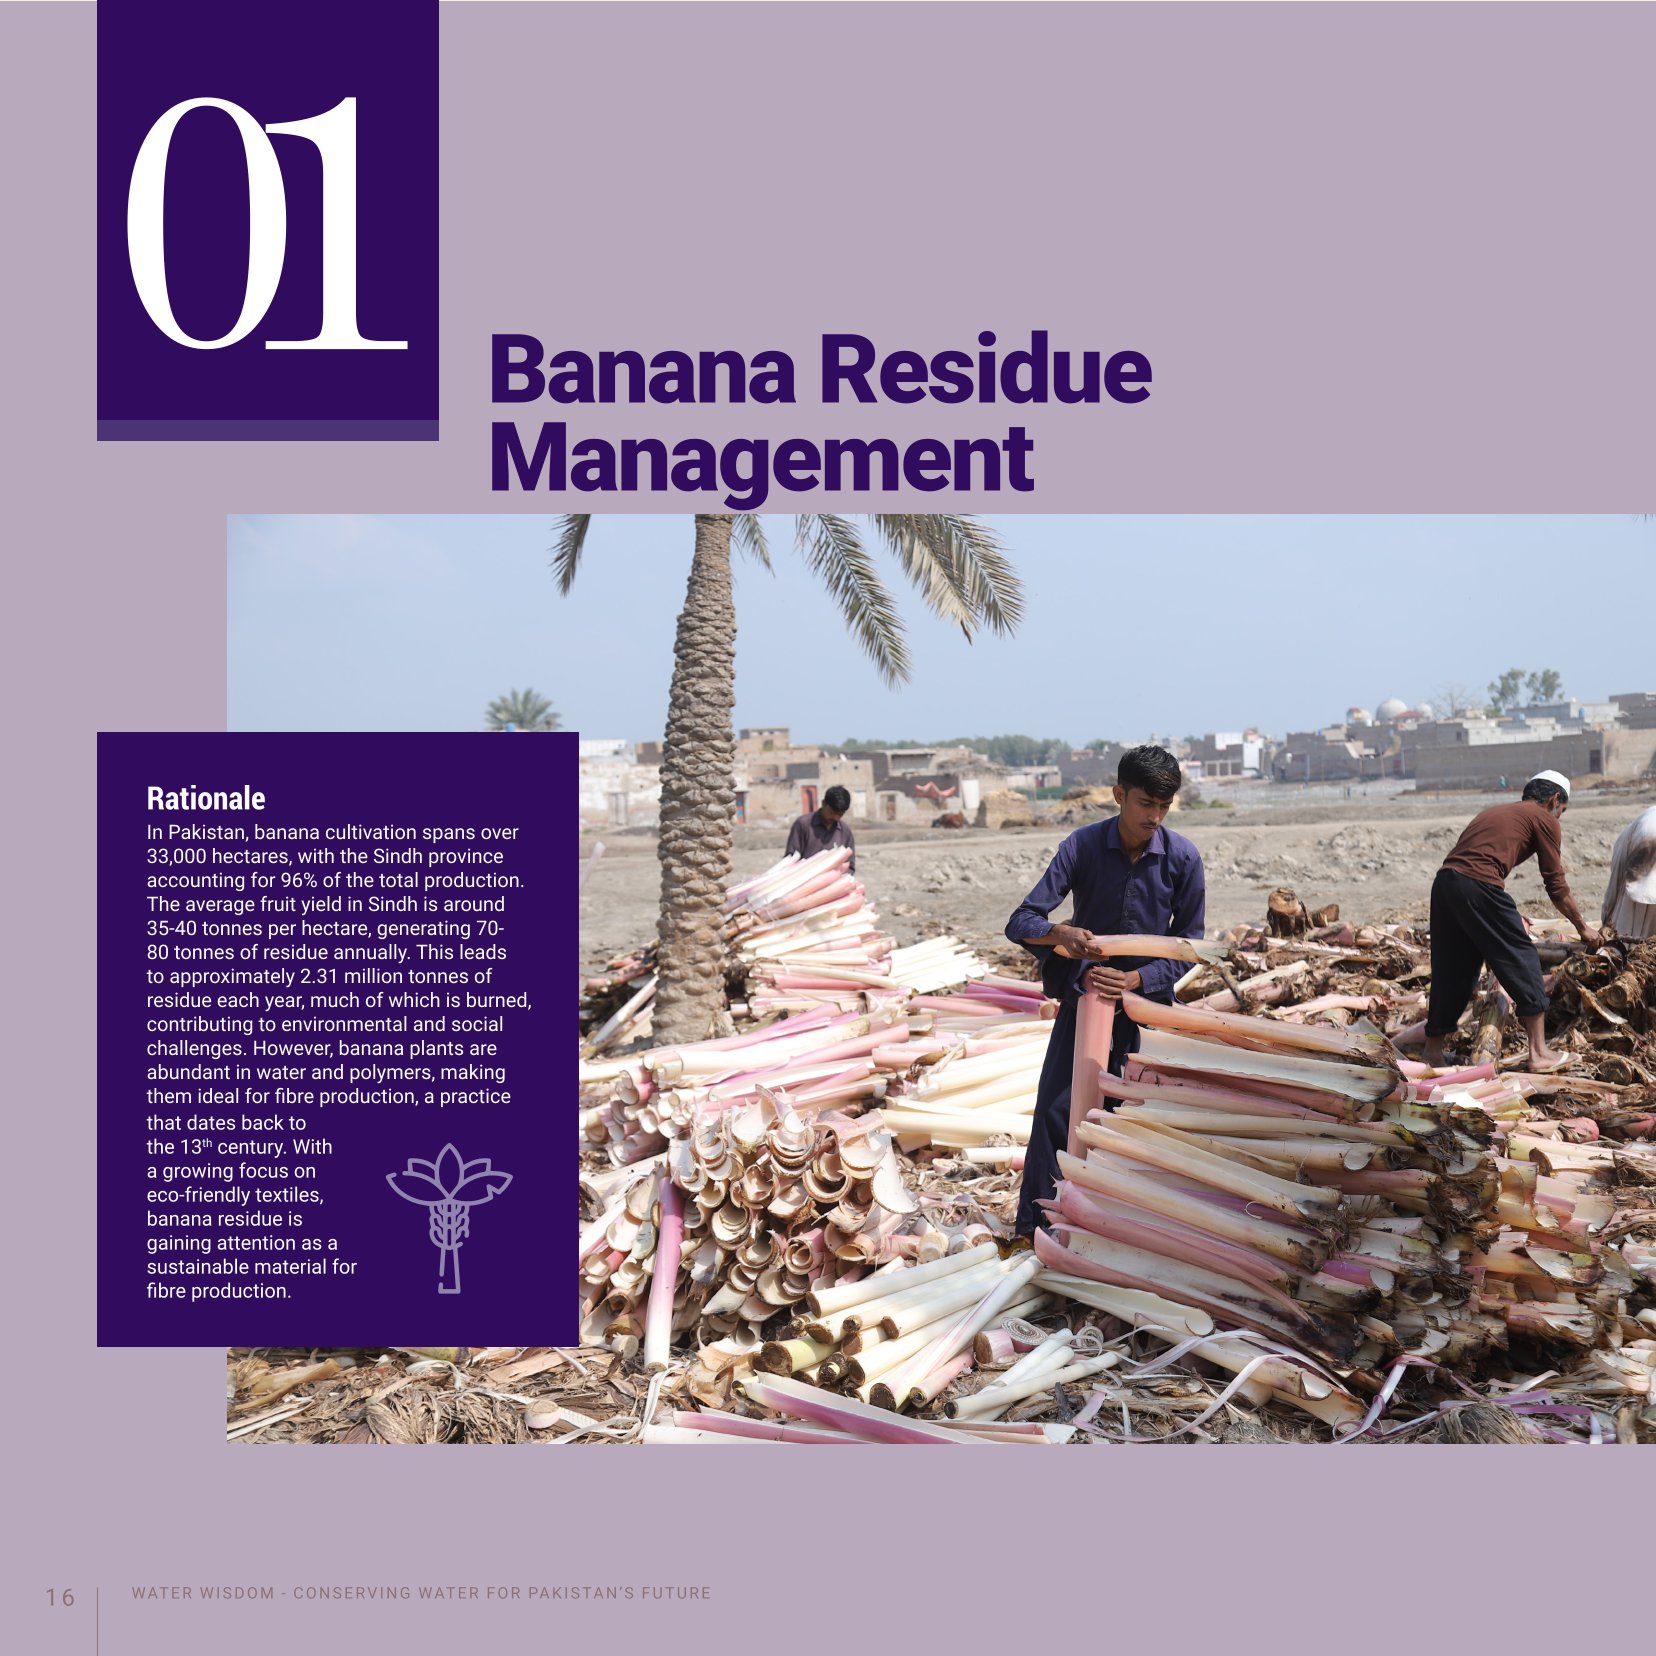 01
Banana Residue
Management
Rationale
In Pakistan, banana cultivation spans over
33,000 hectares, with the Sindh province
accounting for 96% of the total production.
The average fruit yield in Sindh is around
35-40 tonnes per hectare, generating 70-
80 tonnes of residue annually. This leads
to approximately 2.31 million tonnes of
residue each year, much of which is burned,
contributing to environmental and social
challenges. However, banana plants are
abundant in water and polymers, making
them ideal for fibre production, a practice
that dates back to
the 13th century. With
a growing focus on
eco-friendly textiles,
banana residue is
gaining attention as a
sustainable material for
fibre production.
16
WATER WISDOM - CONSERVING WATER FOR PAKISTAN'S FUTURE